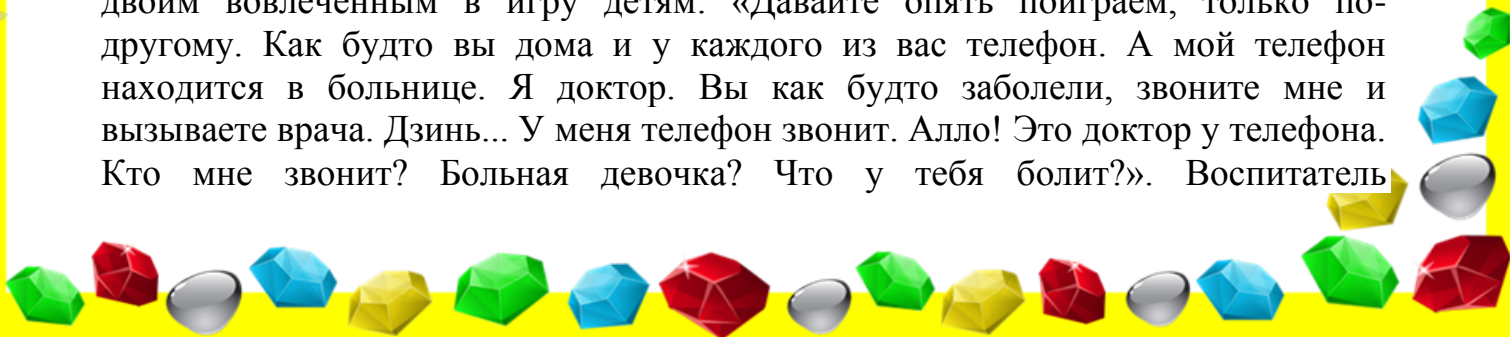 двоим вовлеченным в игру детям: «Давайте опять поиграем, только по-
другому. Как будто вы дома и у каждого из вас телефон. А мой телефон
находится в больнице. Я доктор. Вы как будто заболели, звоните мне и
вызываете врача. Дзинь... У меня телефон звонит. Алло! Это доктор у телефона.
Кто мне звонит? Больная девочка? Что у тебя болит?». Воспитатель